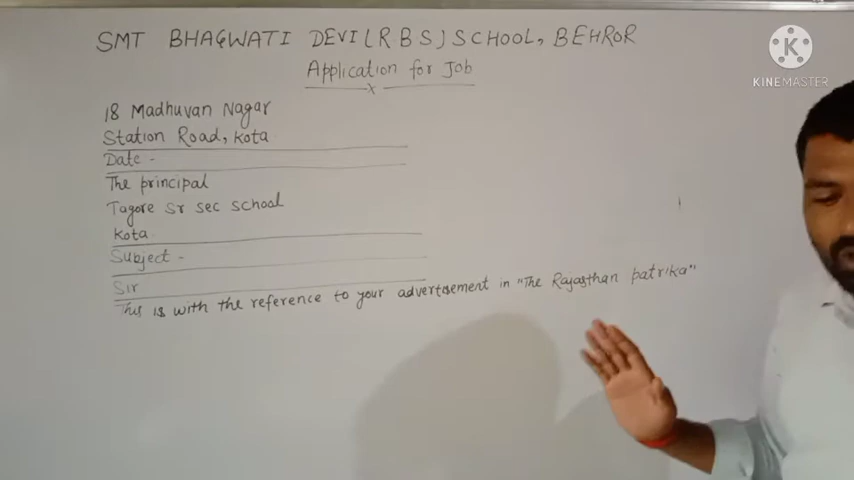 SMT BHAGWATI DEVI (R B S) SCHOOL, BEHROR
Application for Job
x
18 Madhuvan Nagar
Station Road, Kota
Date -
The principal
Tagore Sr Sec School
Kota.
Subject -
Sir
This is with the reference to your advertisement in "The Rajasthan patrika"
K
KINEMASTER